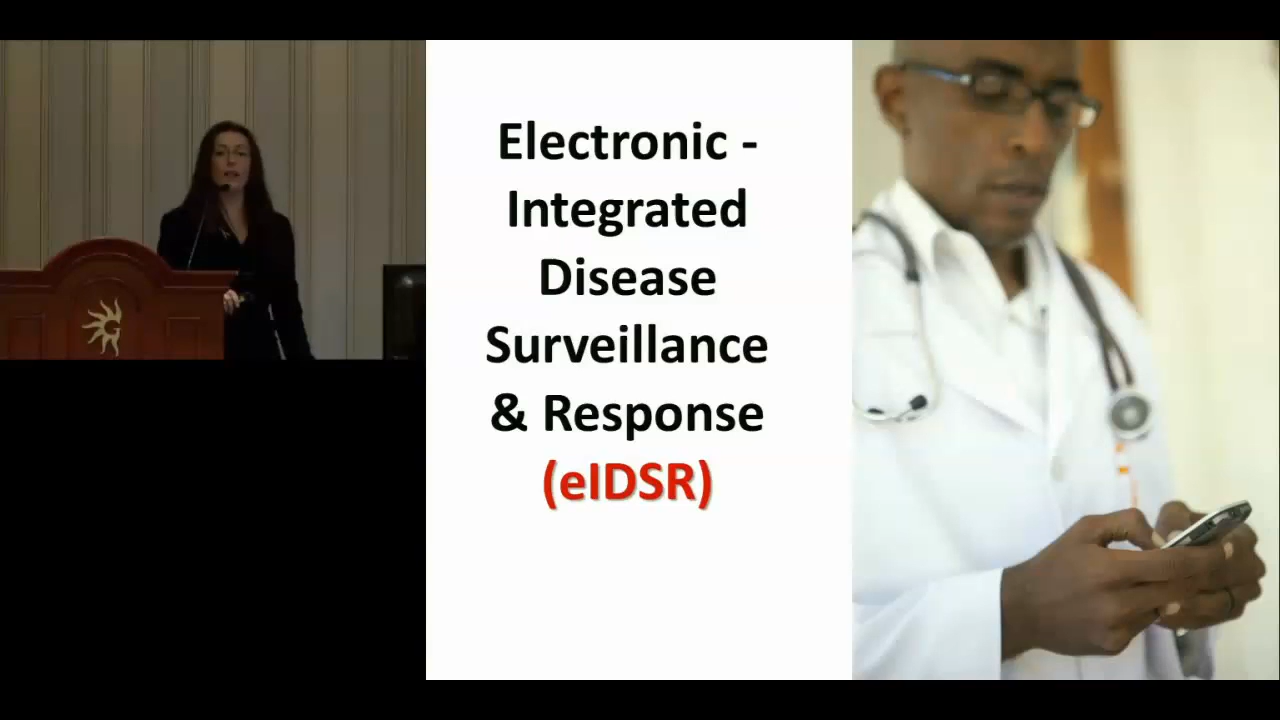 Electronic -
Integrated
Disease
Surveillance
& Response
(eIDSR)